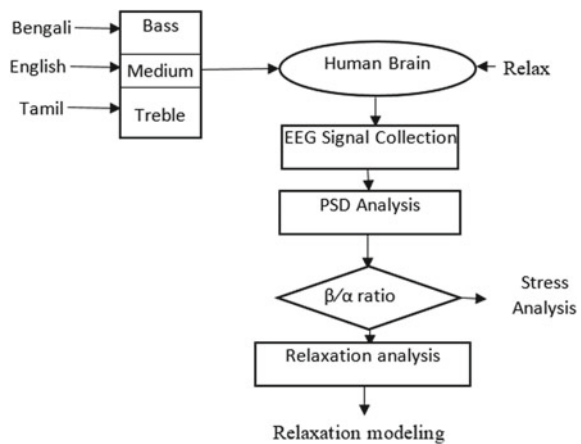 Bengali
English
Tamil
Bass
Medium
Treble
Human Brain
Relax
EEG Signal Collection
PSD Analysis
β/α ratio
Stress
Analysis
Relaxation analysis
Relaxation modeling